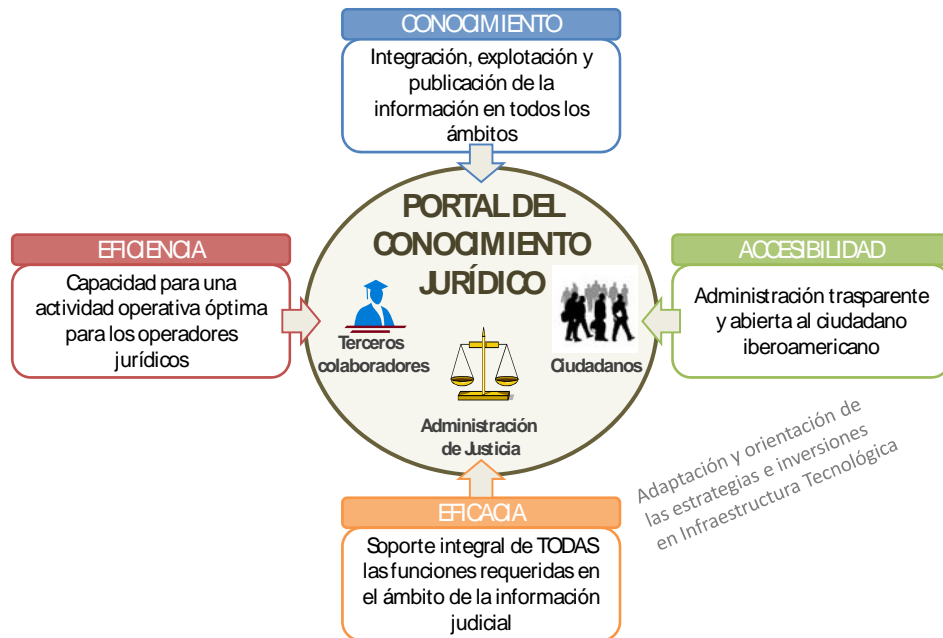 CONOCIMIENTO
Integración, explotación y
publicación de la
información en todos los
ámbitos
PORTAL DEL
CONOCIMIENTO
JURÍDICO
EFICIENCIA
Capacidad para una
actividad operativa óptima
para los operadores
jurídicos
Terceros
colaboradores
Administración
de Justicia
Ciudadanos
ACCESIBILIDAD
Administración trasparente
y abierta al ciudadano
iberoamericano
Adaptación y orientación de
las estrategias e inversiones
en Infraestructura Tecnológica
EFICACIA
Soporte integral de TODAS
las funciones requeridas en
el ámbito de la información
judicial